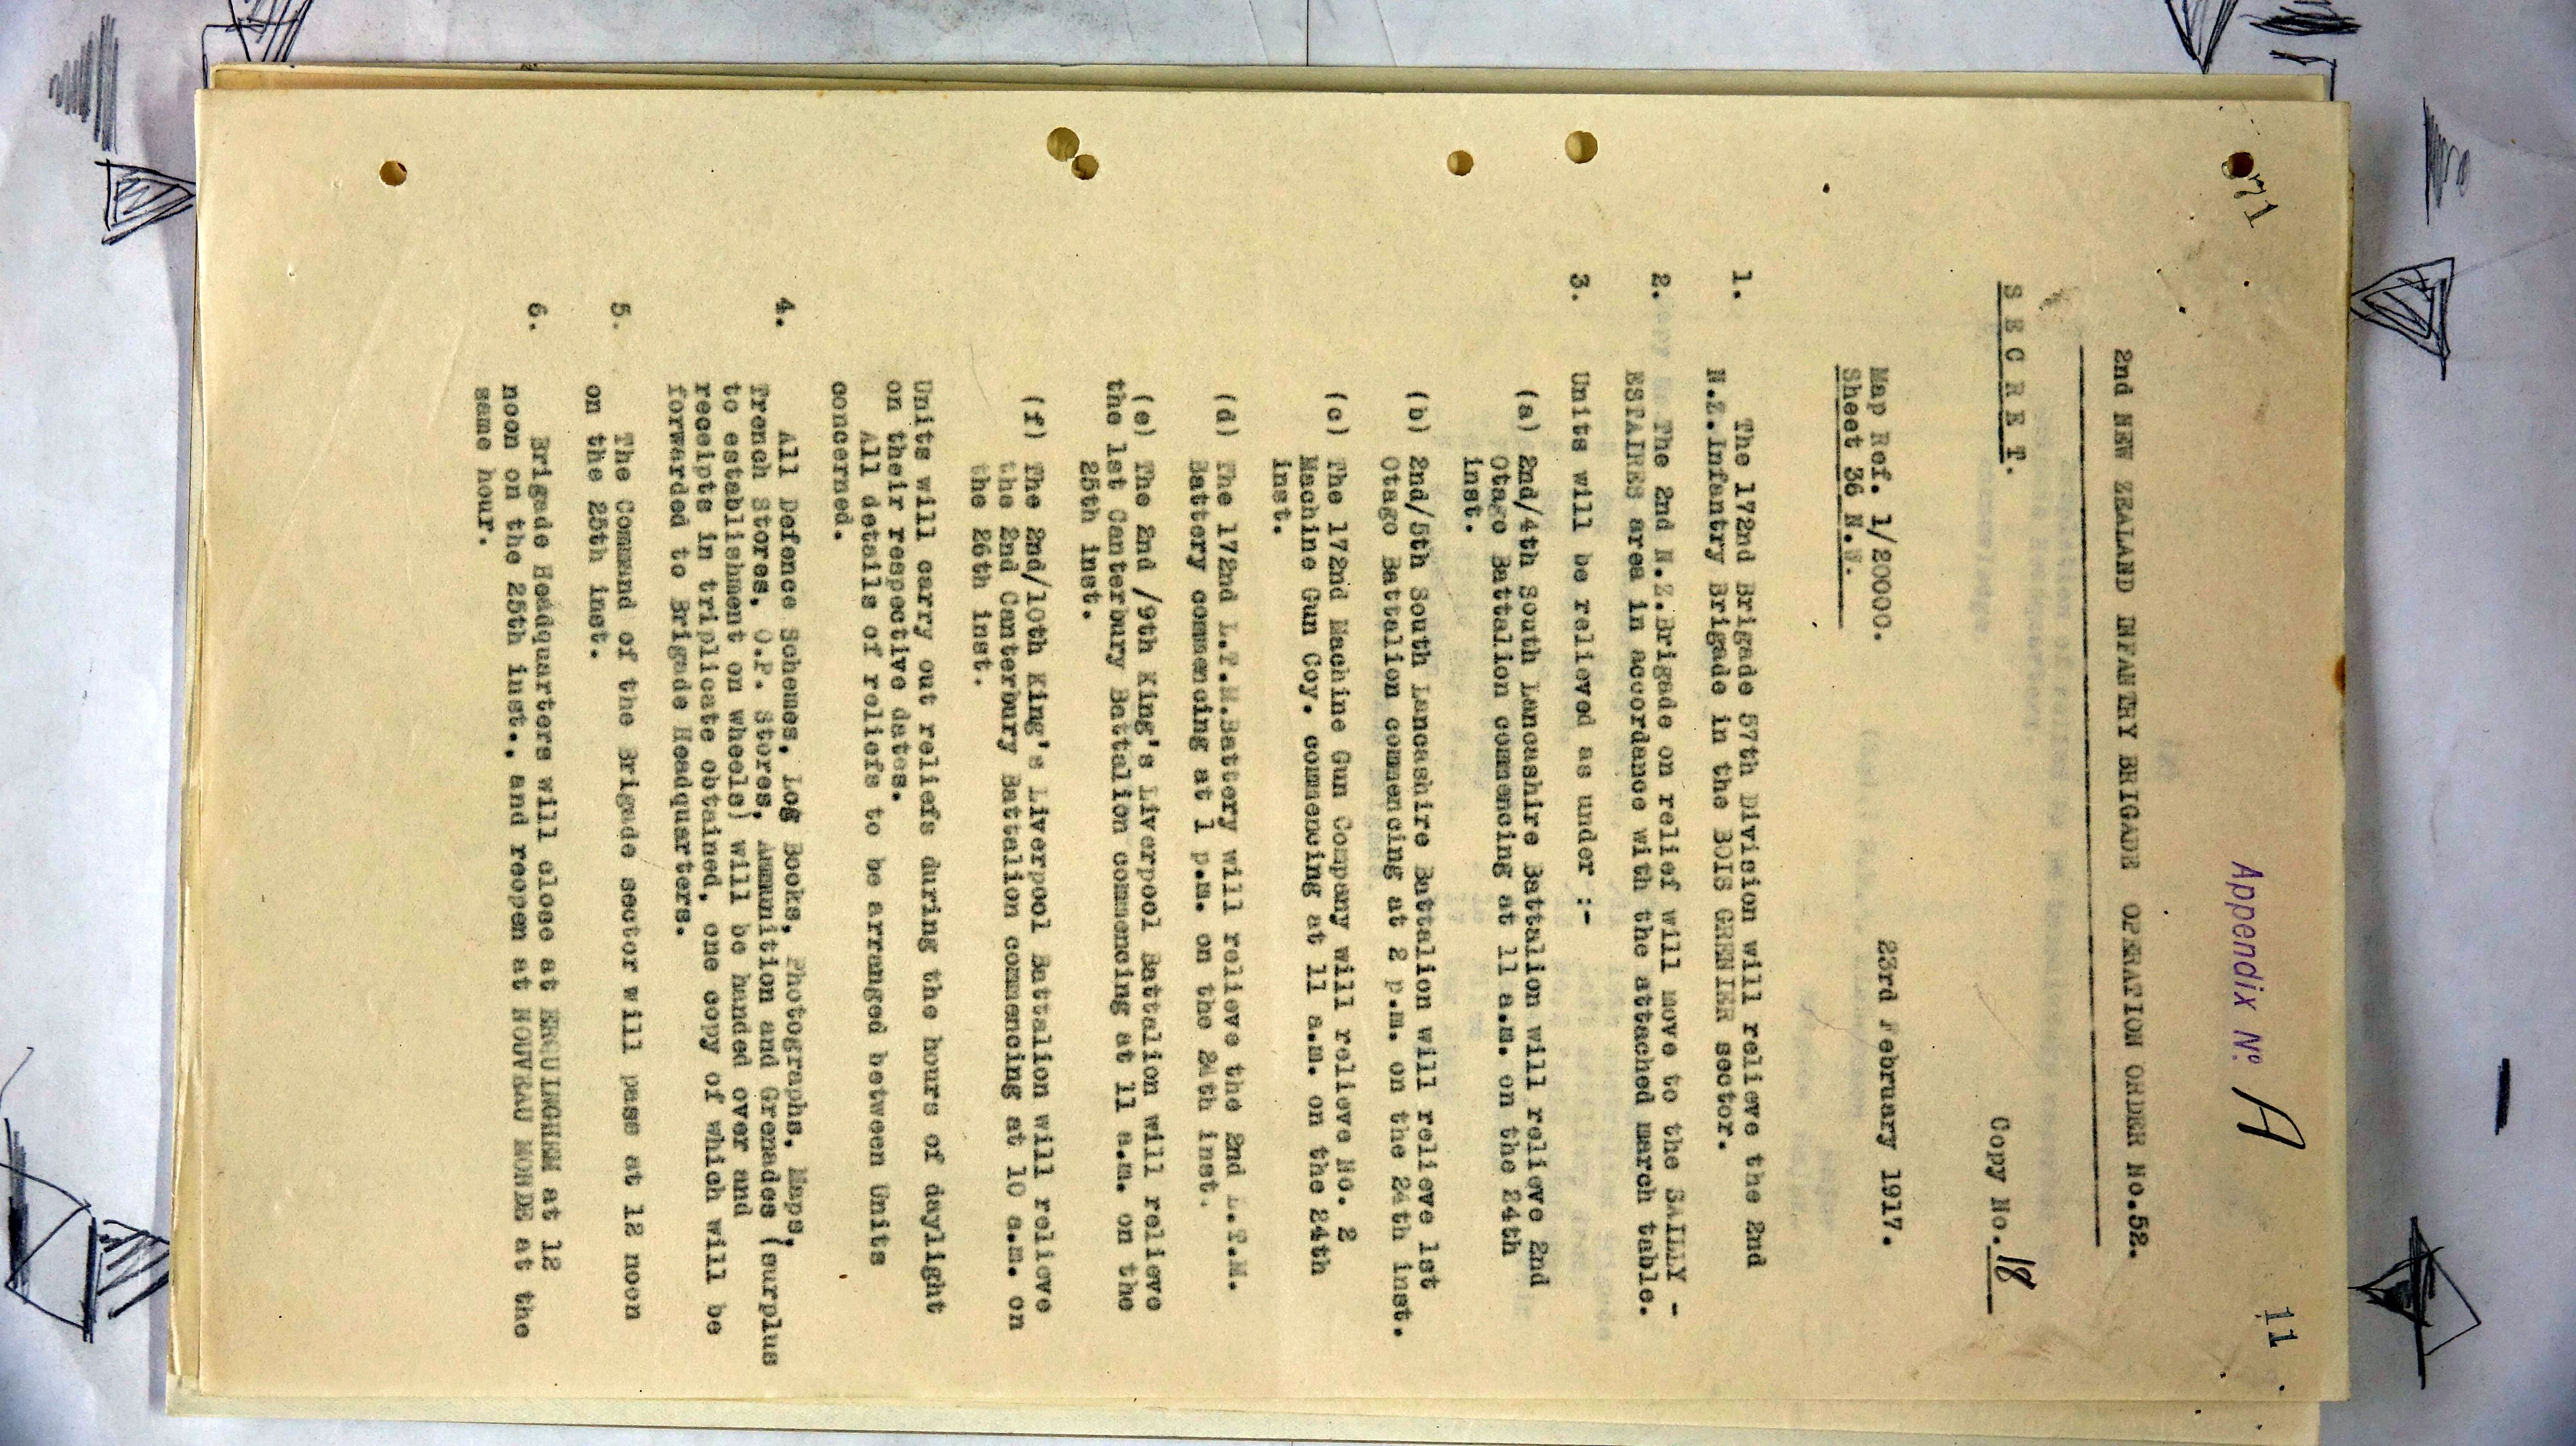 Appendix No. A
11
2nd NEW ZEALAND INFANTRY BRIGADE OPERATION ORDER No.52.
S E C R E T.
Copy No. 18
Map Ref. 1/20000.
Sheet 36 N.W.
23rd February 1917.
1. The 172nd Brigade 57th Division will relieve the 2nd
N.Z.Infantry Brigade in the BOIS GRENIER sector.
2. The 2nd N.Z.Brigade on relief will move to the SAILLY -
ESTAIRES area in accordance with the attached march table.
3. Units will be relieved as under :-
(a) 2nd/4th South Lancashire Battalion will relieve 2nd
Otago Battalion commencing at 11 a.m. on the 24th
inst.
(b) 2nd/5th South Lancashire Battalion will relieve 1st
Otago Battalion commencing at 2 p.m. on the 24th inst.
(c) The 172nd Machine Gun Company will relieve No. 2
Machine Gun Coy. commencing at 11 a.m. on the 24th
inst.
(d) The 172nd L.T.M.Battery will relieve the 2nd L.T.M.
Battery commencing at 1 p.m. on the 24th inst.
(e) The 2nd /9th King's Liverpool Battalion will relieve
the 1st Canterbury Battalion commencing at 11 a.m. on the
25th inst.
(f) The 2nd/10th King's Liverpool Battalion will relieve
the 2nd Canterbury Battalion commencing at 10 a.m. on
the 26th inst.
Units will carry out reliefs during the hours of daylight
on their respective dates.
All details of reliefs to be arranged between Units
concerned.
4. All Defence Schemes, Log Books, Photographs, Maps,
Trench Stores, O.P. Stores, Ammunition and Grenades (surplus
to establishment on wheels) will be handed over and
receipts in triplicate obtained, one copy of which will be
forwarded to Brigade Headquarters.
5. The Command of the Brigade sector will pass at 12 noon
on the 25th inst.
6. Brigade Headquarters will close at ERQUINGHEM at 12
noon on the 25th inst., and reopen at NOUVEAU MONDE at the
same hour.